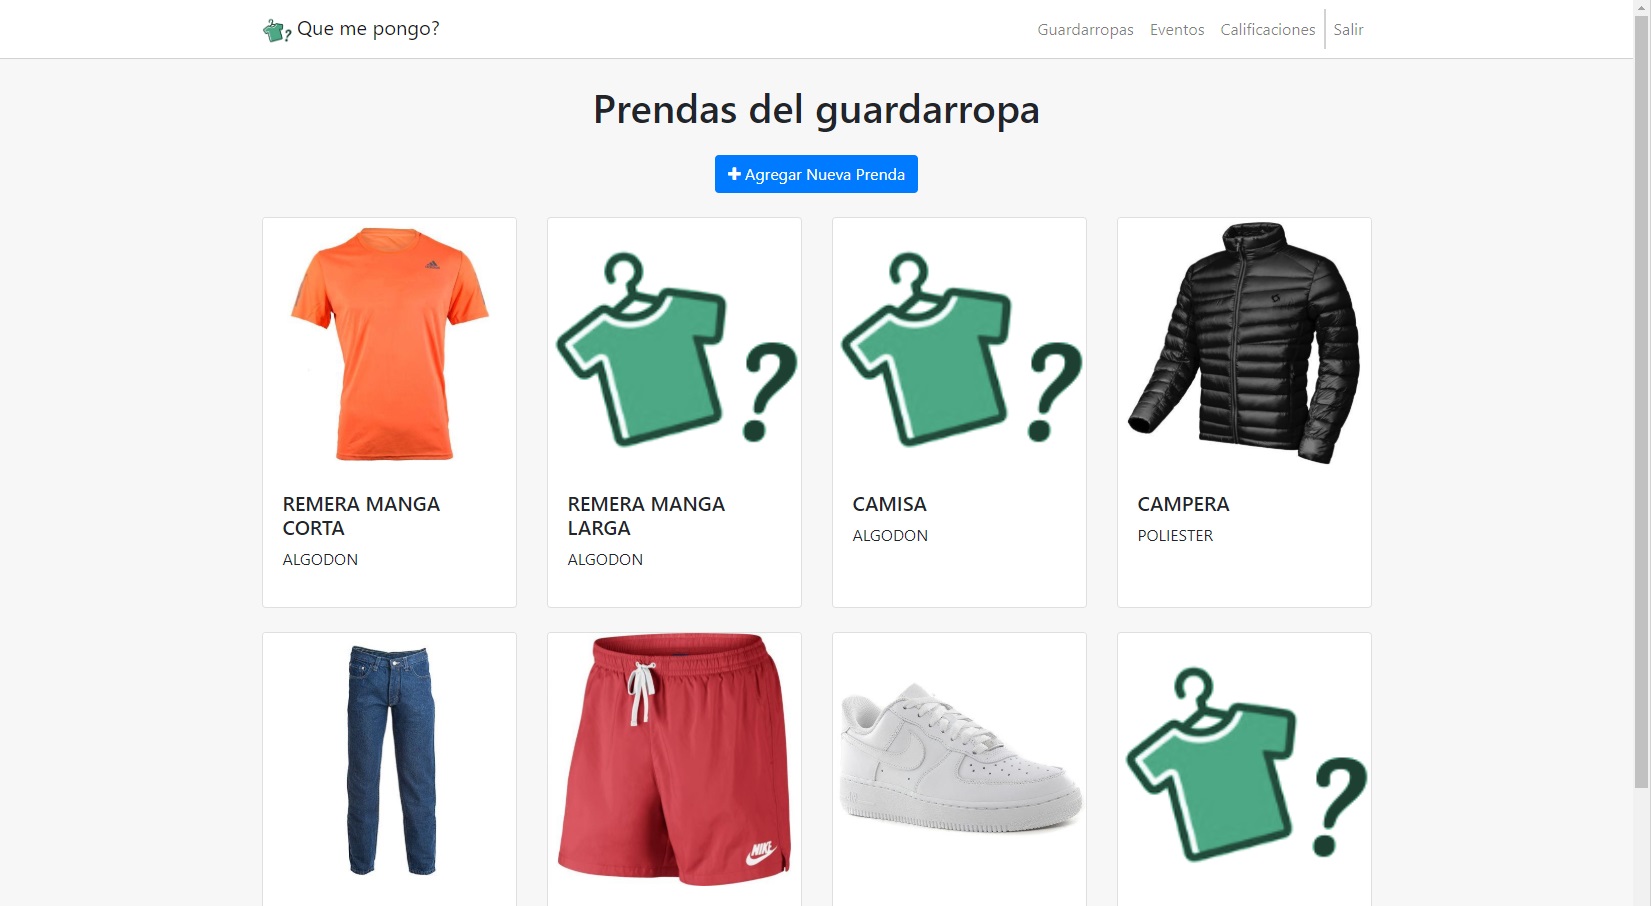 Que me pongo?
Guardarropas Eventos Calificaciones Salir
Prendas del guardarropa
Agregar Nueva Prenda
REMERA MANGA
CORTA
ALGODON
REMERA MANGA
LARGA
ALGODON
CAMISA
ALGODON
CAMPERA
POLIESTER
NIKE